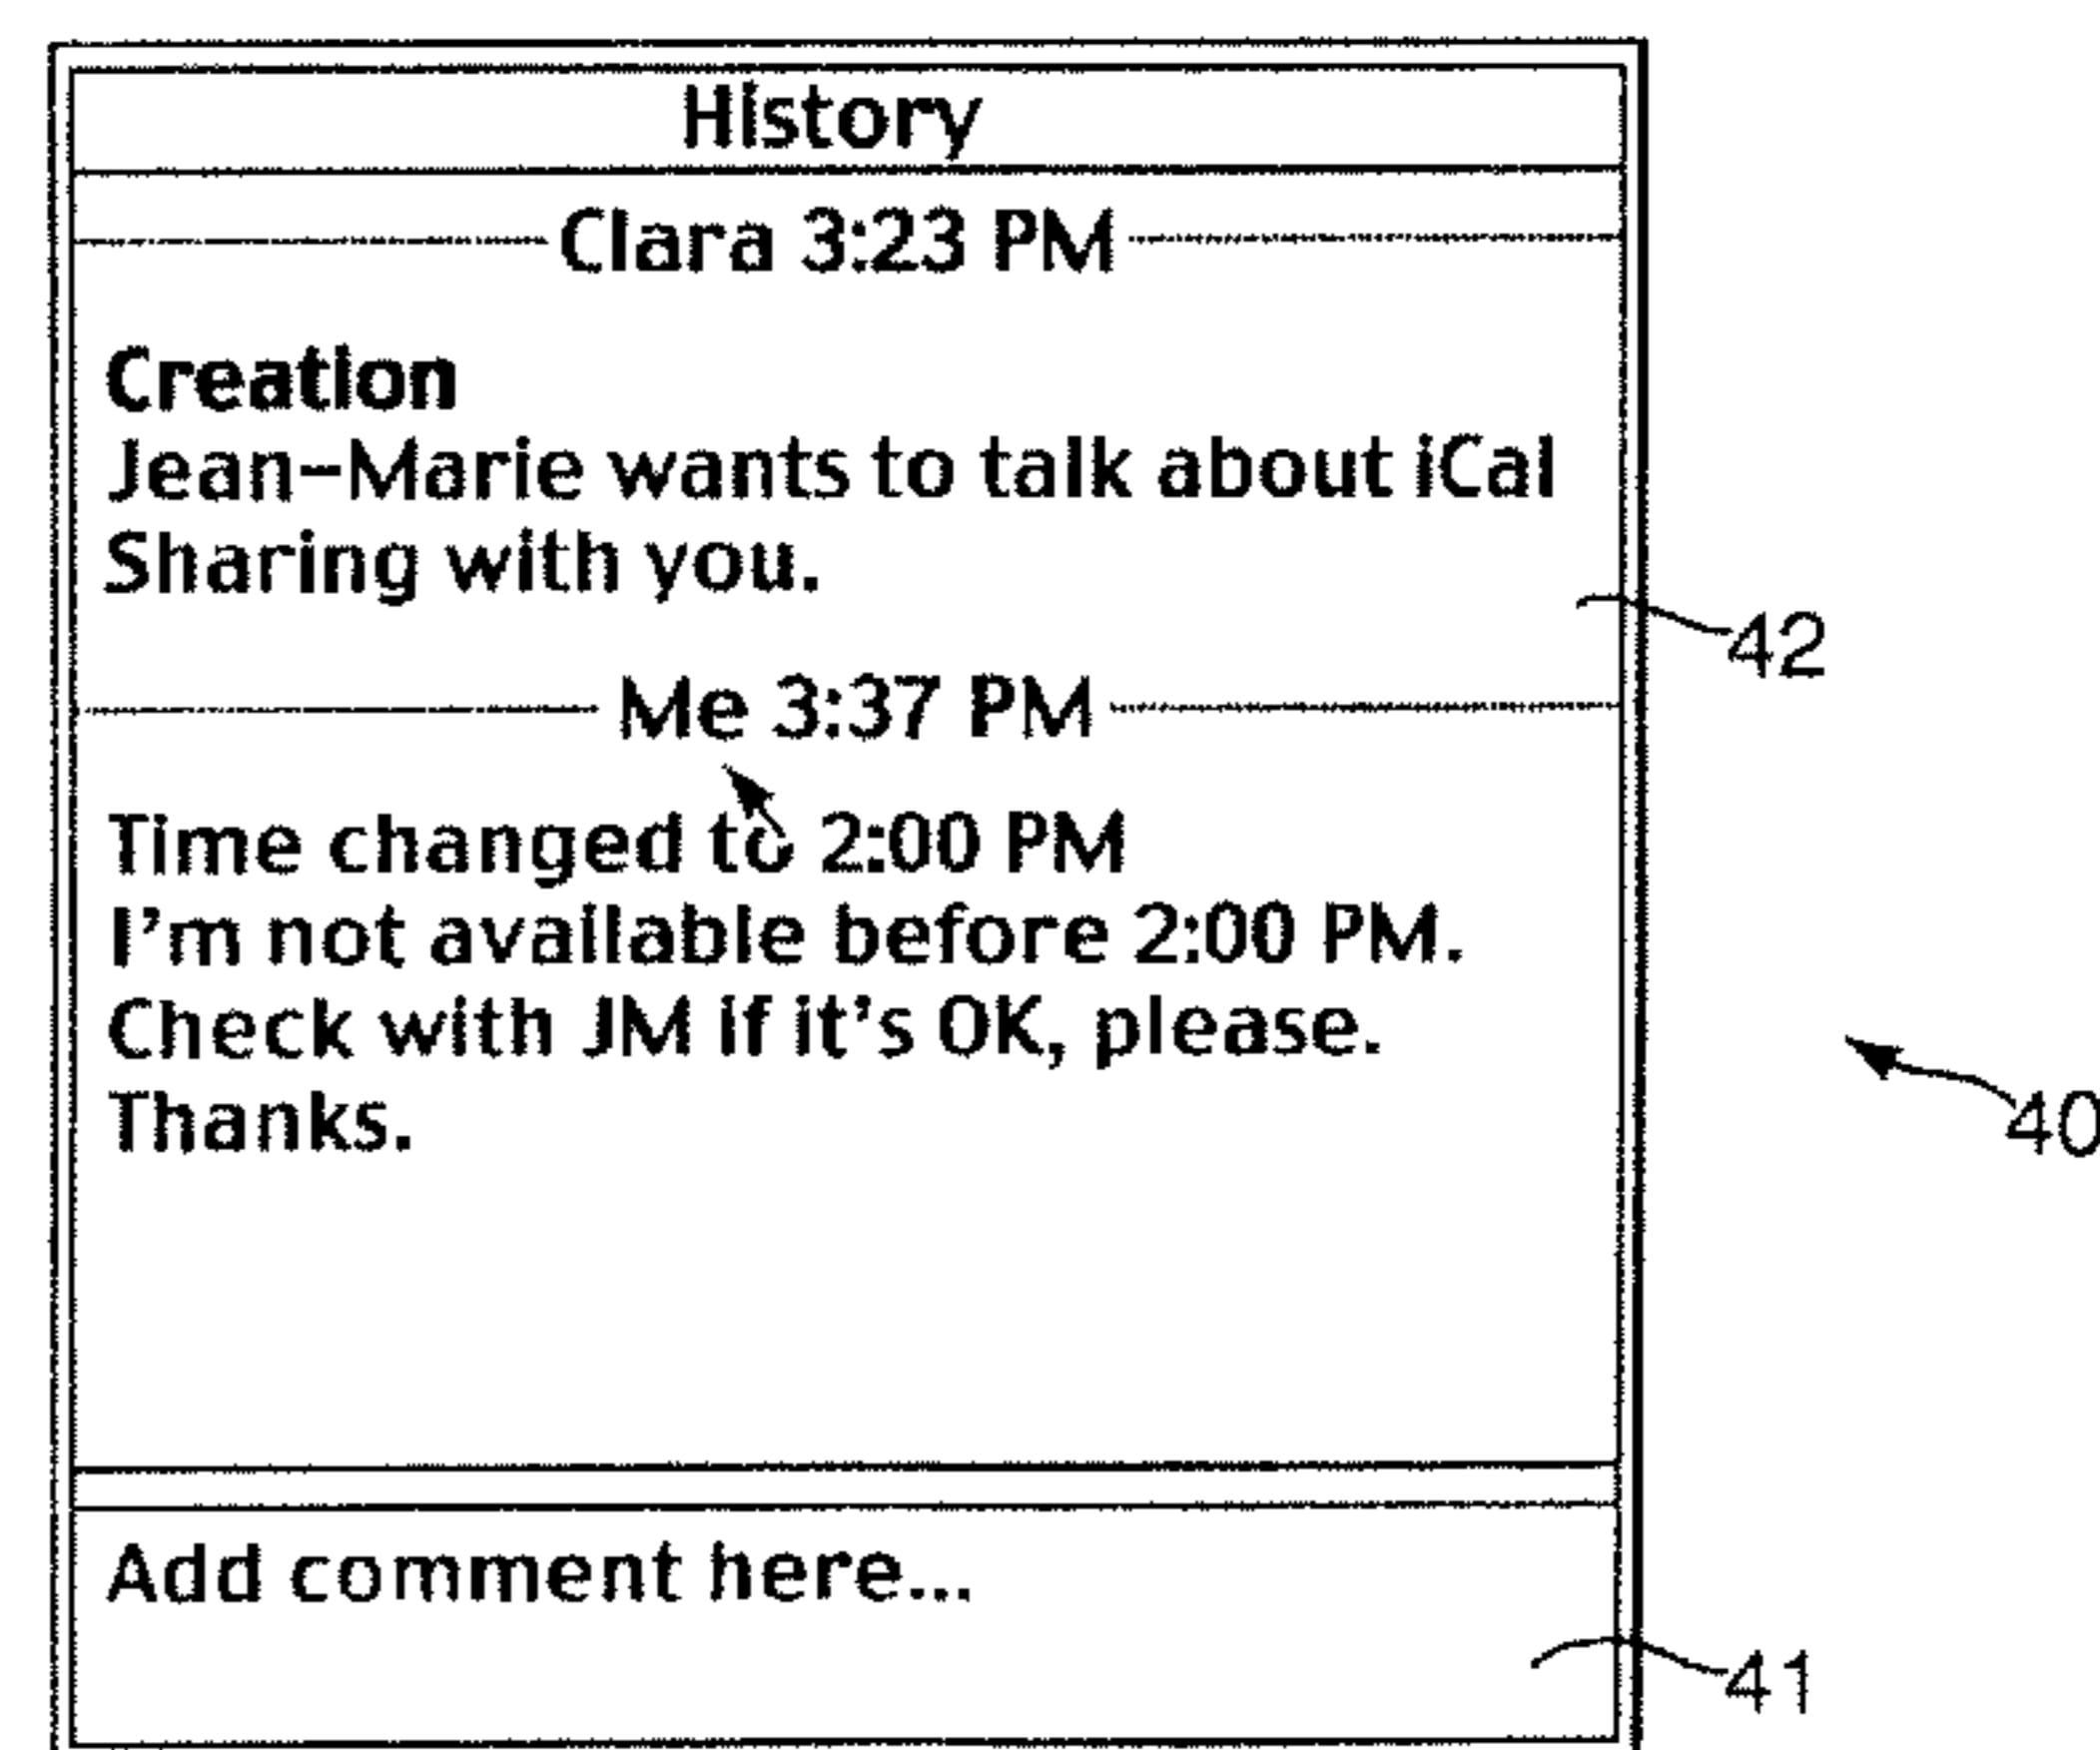 History
Clara 3:23 PM
Creation
Jean-Marie wants to talk about iCal
Sharing with you.
42
Me 3:37 PM
Time changed to 2:00 PM
I'm not available before 2:00 PM.
Check with JM if it's OK, please.
Thanks.
40
Add comment here...
41